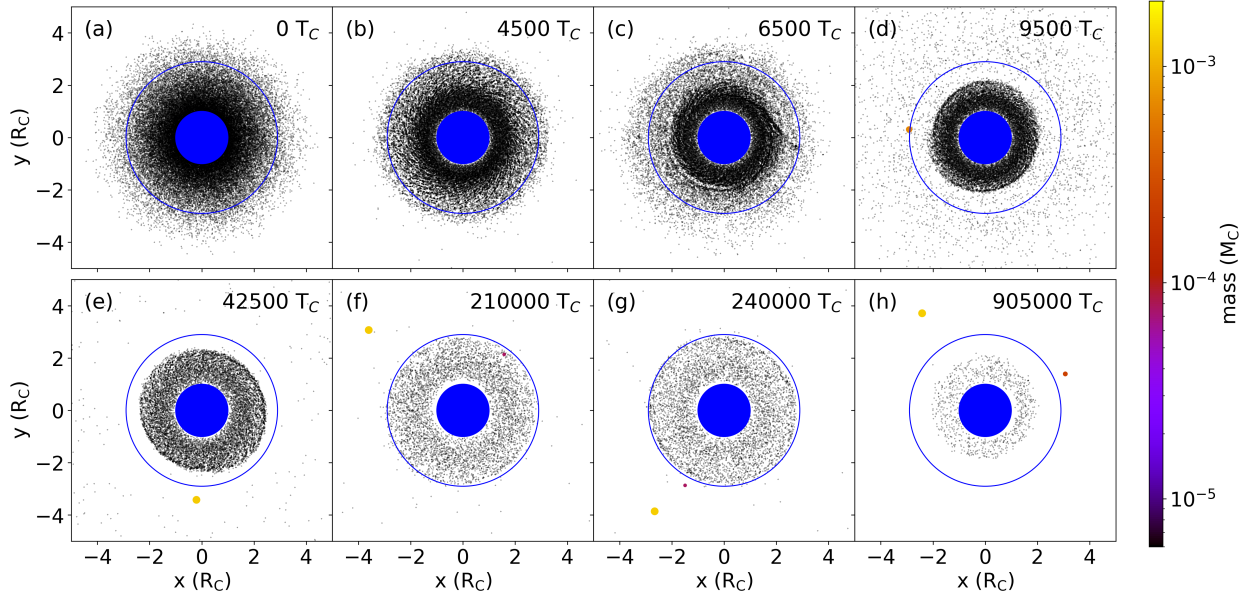 (a) 0 T_C
(b) 4500 T_C
(c) 6500 T_C
(d) 9500 T_C
y (R_C)
4
2
0
−2
−4
(e) 42500 T_C
(f) 210000 T_C
(g) 240000 T_C
(h) 905000 T_C
y (R_C)
4
2
0
−2
−4
−4 −2 0 2 4
−4 −2 0 2 4
−4 −2 0 2 4
−4 −2 0 2 4
x (R_C)
x (R_C)
x (R_C)
x (R_C)
10⁻³
10⁻⁴
10⁻⁵
mass (M_C)